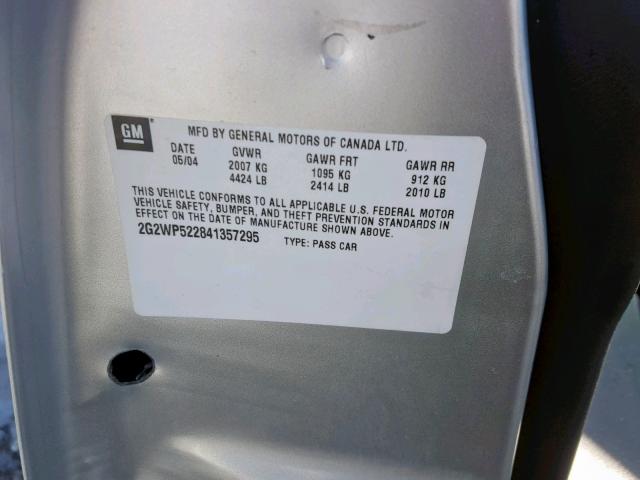 GM
MFD BY GENERAL MOTORS OF CANADA LTD.
DATE GVWR GAWR FRT GAWR RR
05/04 2007 KG 1095 KG 912 KG
4424 LB 2414 LB 2010 LB
THIS VEHICLE CONFORMS TO ALL APPLICABLE U.S. FEDERAL MOTOR
VEHICLE SAFETY, BUMPER, AND THEFT PREVENTION STANDARDS IN
EFFECT ON THE DATE OF MANUFACTURE SHOWN ABOVE.
2G2WP522841357295 TYPE: PASS CAR